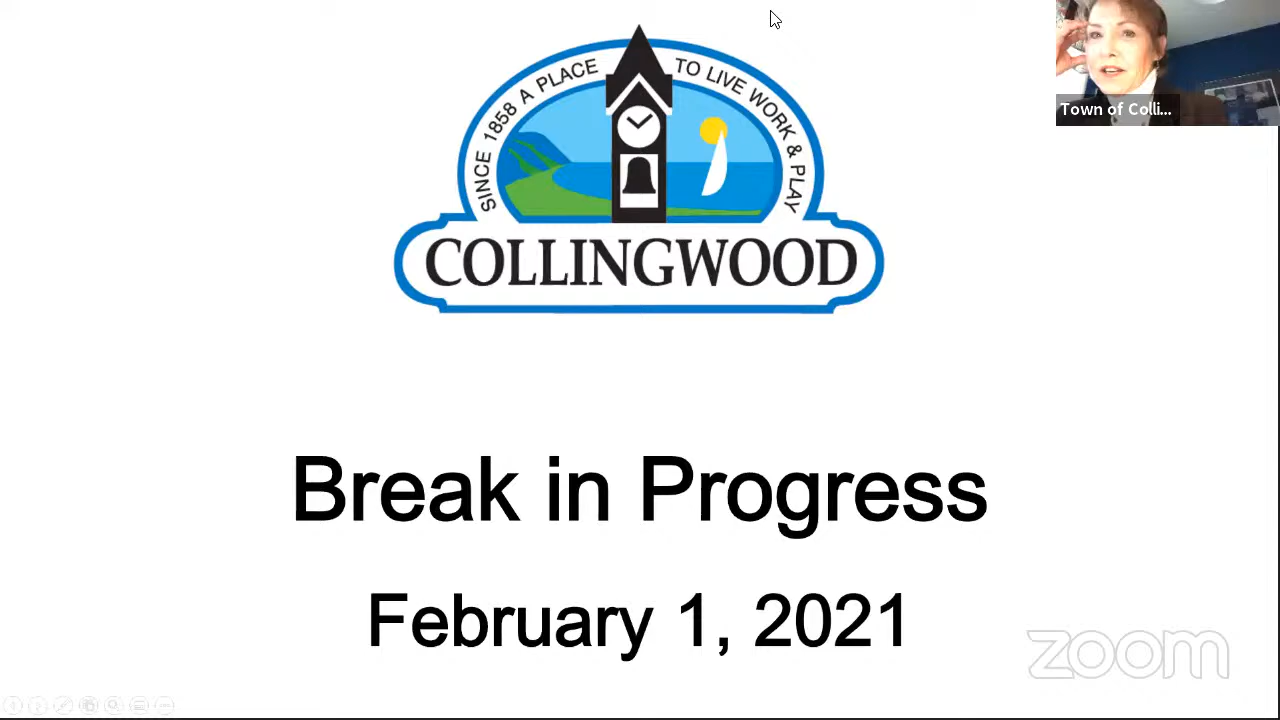 SINCE 1858 A PLACE TO LIVE WORK & PLAY
COLLINGWOOD
Town of Colli...
Break in Progress
February 1, 2021
zoom